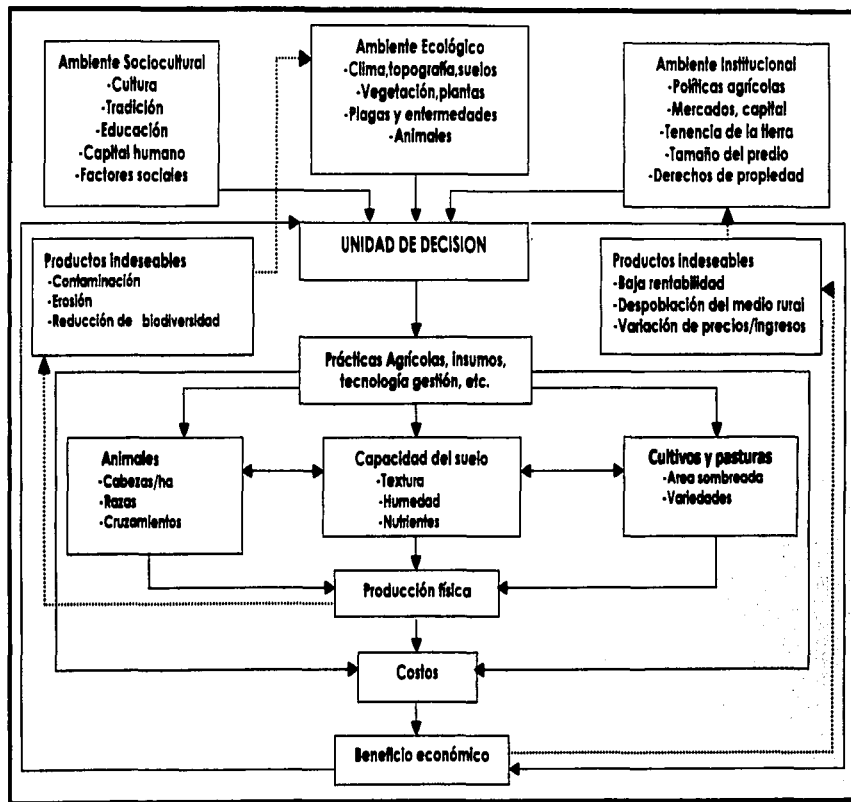 Ambiente Sociocultural
-Cultura
-Tradición
-Educación
-Capital humano
-Factores sociales
Ambiente Ecológico
-Clima,topografía,suelos
-Vegetación,plantas
-Plagas y enfermedades
-Animales
Ambiente Institucional
-Políticas agrícolas
-Mercados, capital
-Tenencia de la tierra
-Tamaño del predio
-Derechos de propiedad
UNIDAD DE DECISION
Productos indeseables
-Contaminación
-Erosión
-Reducción de biodiversidad
Productos indeseables
-Baja rentabilidad
-Despoblación del medio rural
-Variación de precios/ingresos
Prácticas Agrícolas, insumos,
tecnología gestión, etc.
Animales
-Cabezas/ha
-Razas
-Cruzamientos
Capacidad del suelo
-Textura
-Humedad
-Nutrientes
Cultivos y pasturas
-Area sombreada
-Variedades
Producción física
Costos
Beneficio económico